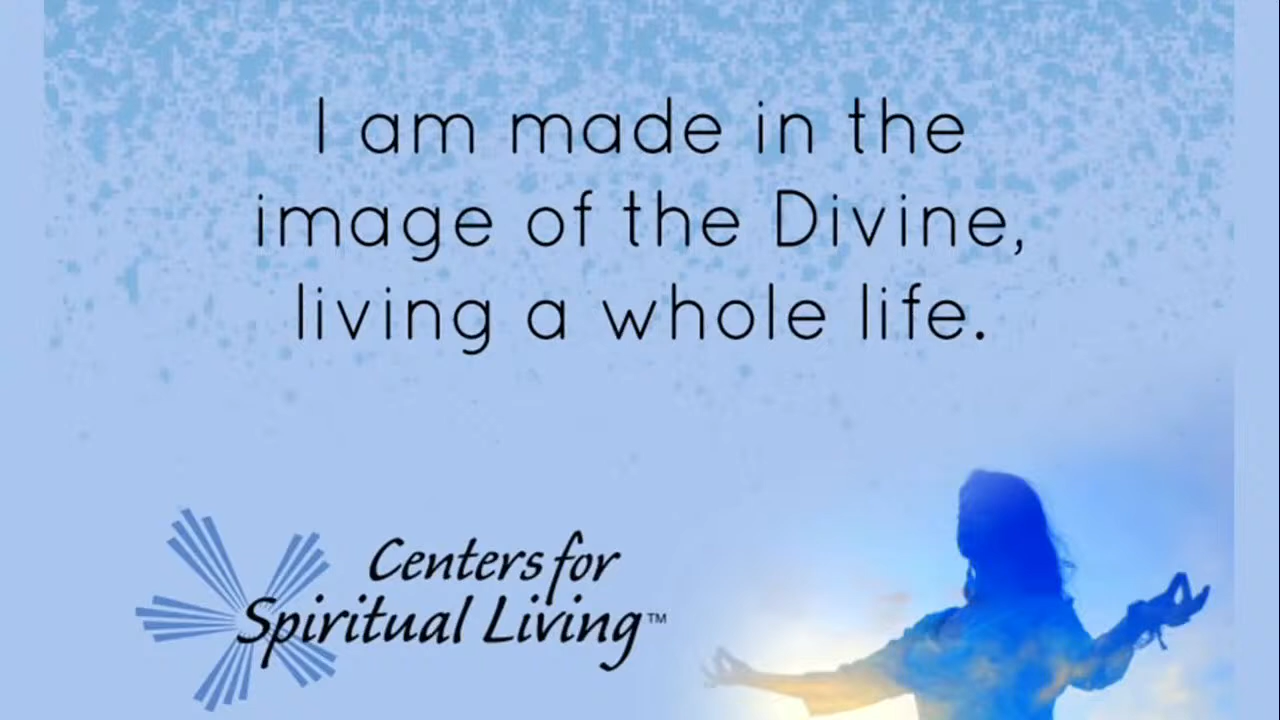 I am made in the
image of the Divine,
living a whole life.
Centers for
Spiritual Living™